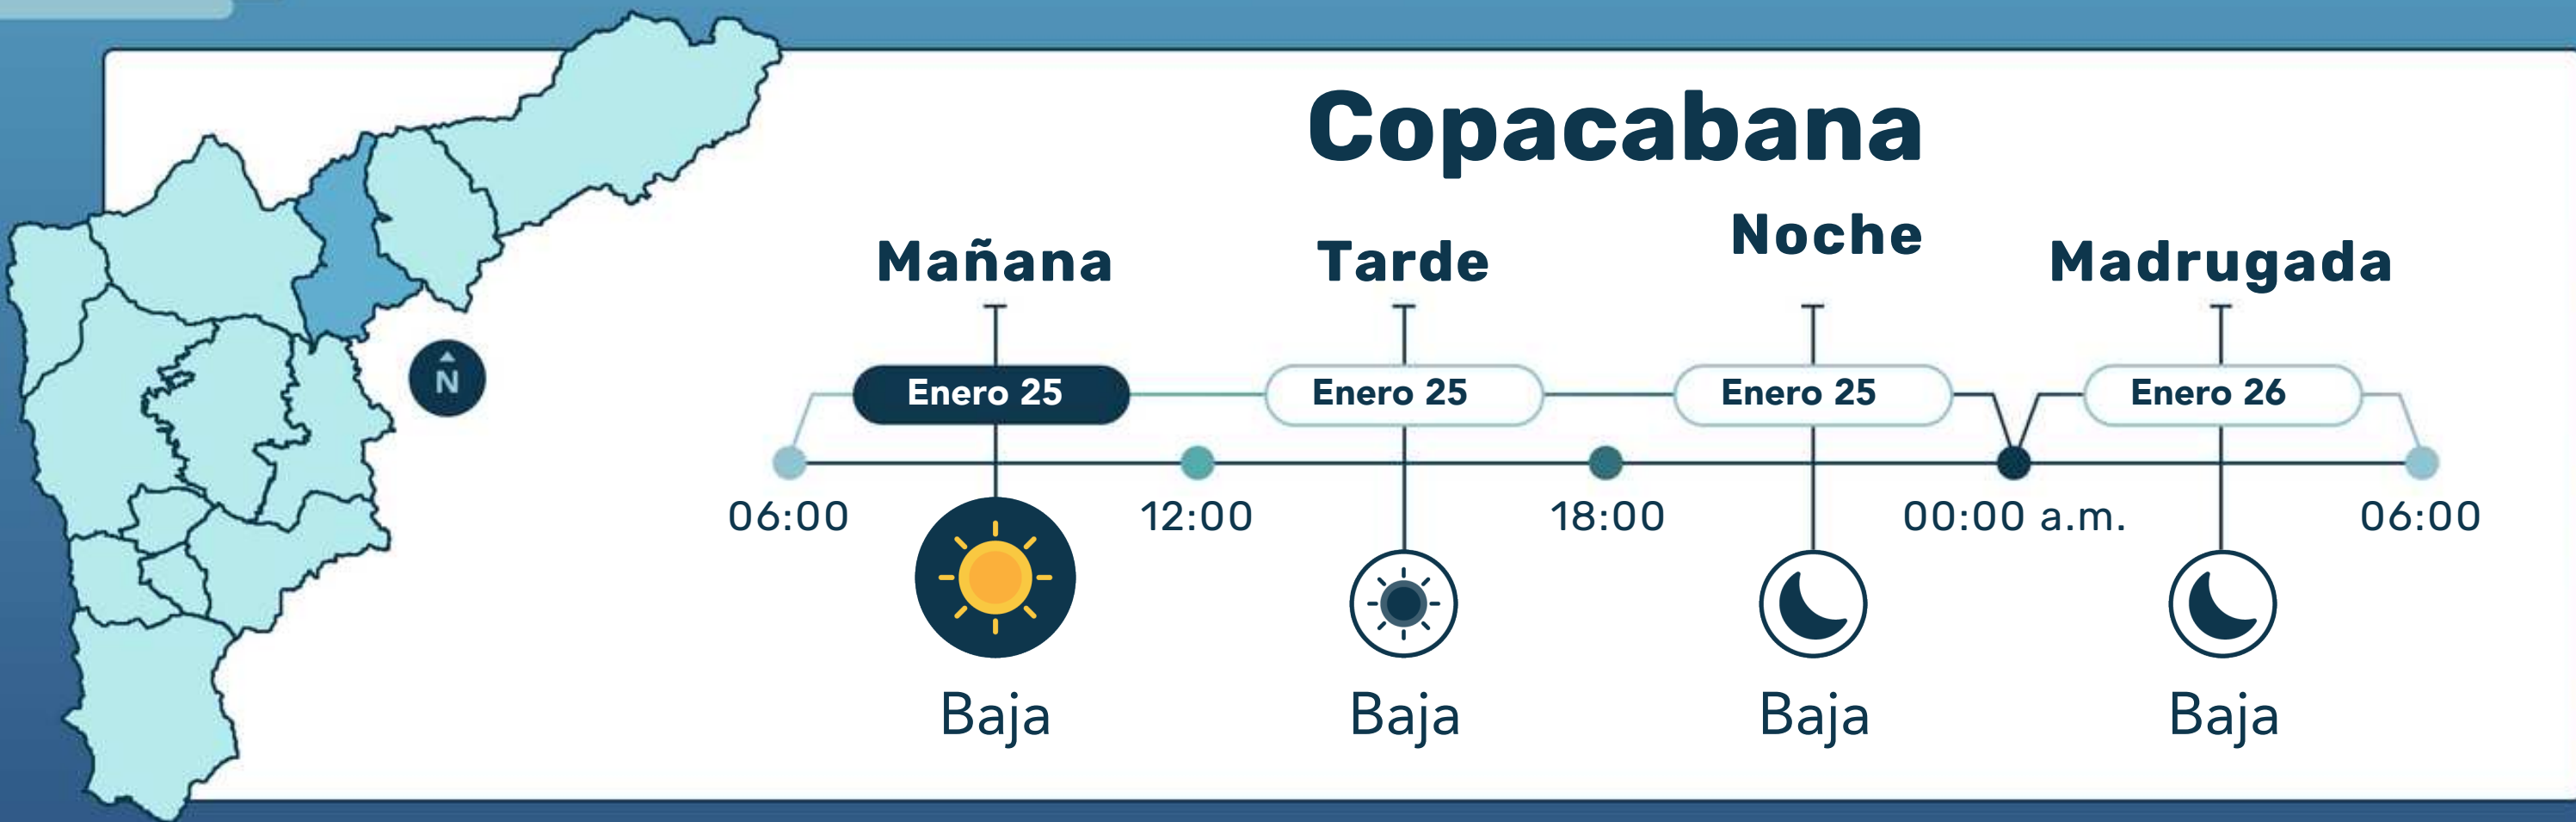 Copacabana
Mañana
Tarde
Noche
Madrugada
Enero 25
Enero 25
Enero 25
Enero 26
N
06:00
12:00
18:00
00:00 a.m.
06:00
Baja
Baja
Baja
Baja